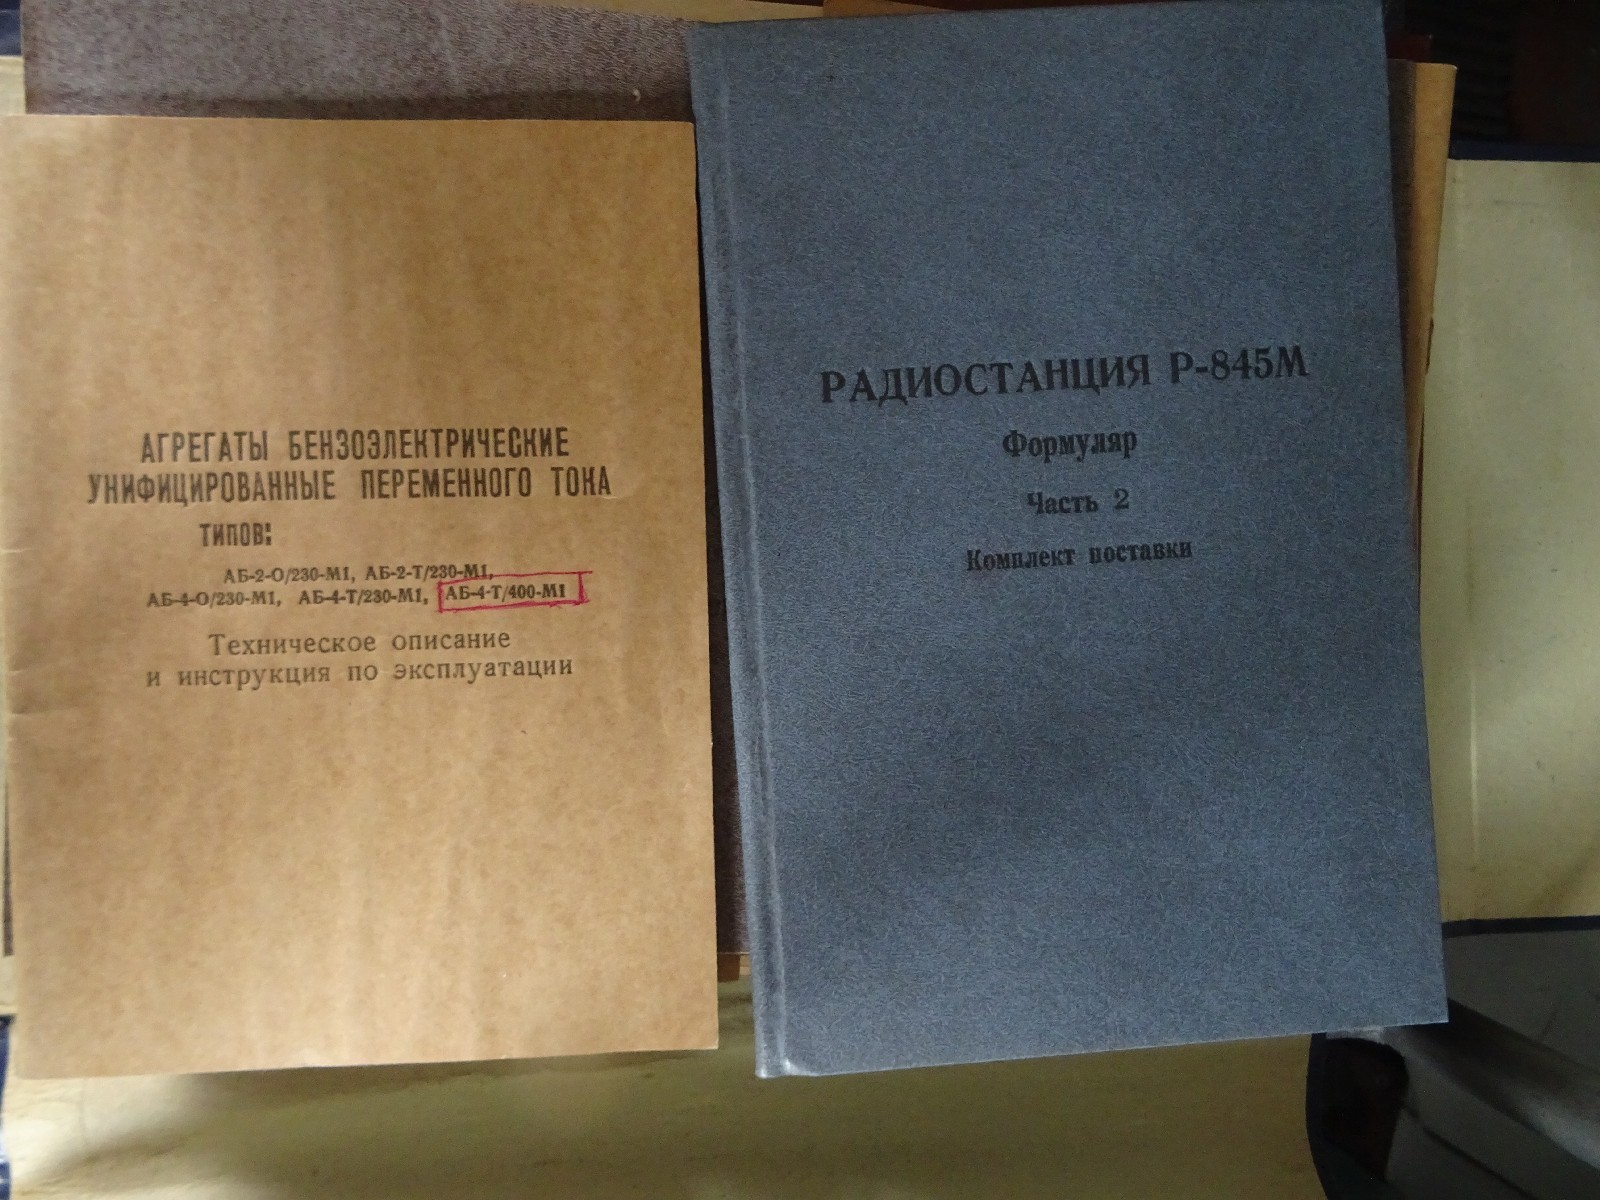 АГРЕГАТЫ БЕНЗОЭЛЕКТРИЧЕСКИЕ
УНИФИЦИРОВАННЫЕ ПЕРЕМЕННОГО ТОКА
ТИПОВ:
АБ-2-О/230-М1, АБ-2-Т/230-М1,
АБ-4-О/230-М1, АБ-4-Т/230-М1, АБ-4-Т/400-М1
Техническое описание
и инструкция по эксплуатации
РАДИОСТАНЦИЯ Р-845М
Формуляр
Часть 2
Комплект поставки